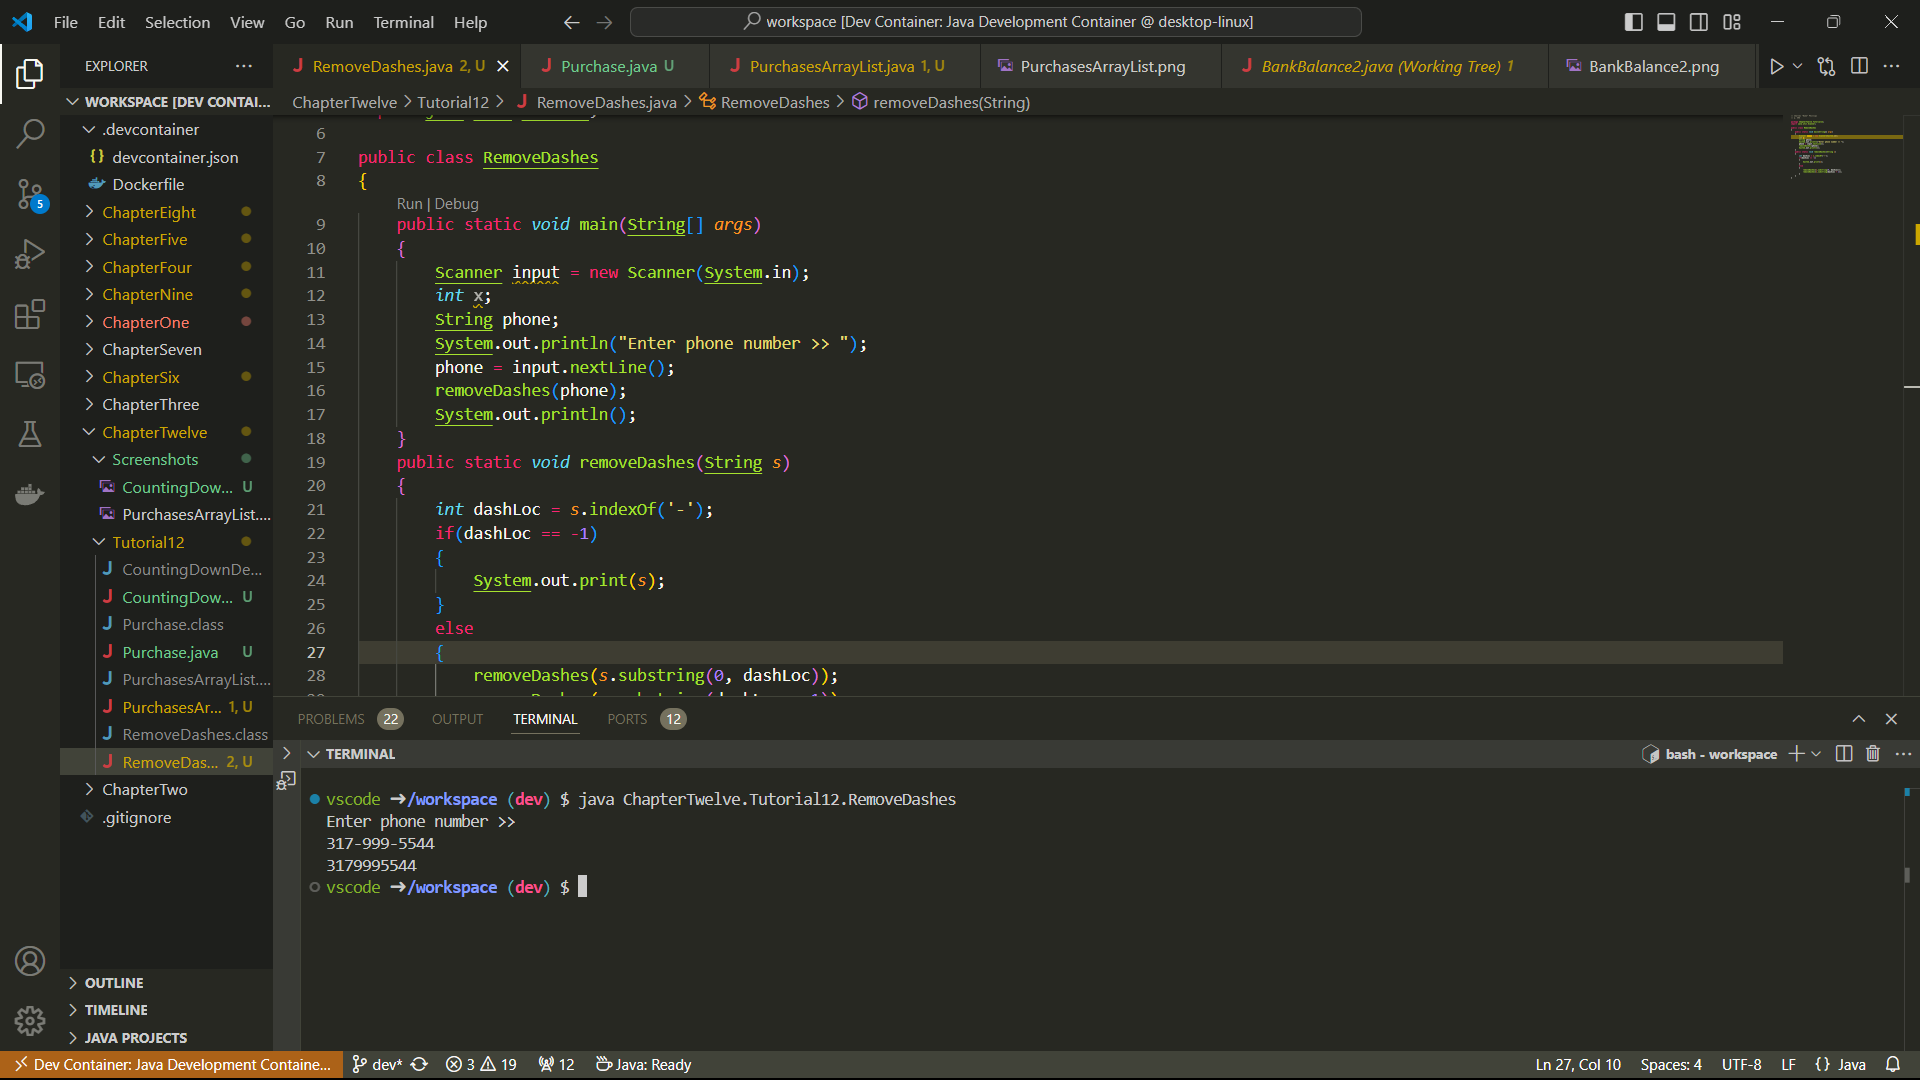 File Edit Selection View Go Run Terminal Help
workspace [Dev Container: Java Development Container @ desktop-linux]
EXPLORER
RemoveDashes.java 2, U
Purchase.java U
PurchasesArrayList.java 1, U
PurchasesArrayList.png
BankBalance2.java (Working Tree) 1
BankBalance2.png
WORKSPACE [DEV CONTAI...
ChapterTwelve > Tutorial12 > RemoveDashes.java > RemoveDashes > removeDashes(String)
.devcontainer
devcontainer.json
Dockerfile
ChapterEight
ChapterFive
ChapterFour
ChapterNine
ChapterOne
ChapterSeven
ChapterSix
ChapterThree
ChapterTwelve
Screenshots
CountingDow... U
PurchasesArrayList....
Tutorial12
CountingDownDe...
CountingDow... U
Purchase.class
Purchase.java U
PurchasesArrayList....
PurchasesAr... 1, U
RemoveDashes.class
RemoveDas... 2, U
ChapterTwo
.gitignore
OUTLINE
TIMELINE
JAVA PROJECTS
5
6
7 public class RemoveDashes
8 {
Run | Debug
9 public static void main(String[] args)
10 {
11 Scanner input = new Scanner(System.in);
12 int x;
13 String phone;
14 System.out.println("Enter phone number >> ");
15 phone = input.nextLine();
16 removeDashes(phone);
17 System.out.println();
18 }
19 public static void removeDashes(String s)
20 {
21 int dashLoc = s.indexOf('-');
22 if(dashLoc == -1)
23 {
24 System.out.print(s);
25 }
26 else
27 {
28 removeDashes(s.substring(0, dashLoc));
PROBLEMS 22 OUTPUT TERMINAL PORTS 12
TERMINAL
bash - workspace
vscode ➜/workspace (dev) $ java ChapterTwelve.Tutorial12.RemoveDashes
Enter phone number >>
317-999-5544
3179995544
vscode ➜/workspace (dev) $
Dev Container: Java Development Containe... dev* 3 19 12 Java: Ready
Ln 27, Col 10 Spaces: 4 UTF-8 LF {} Java